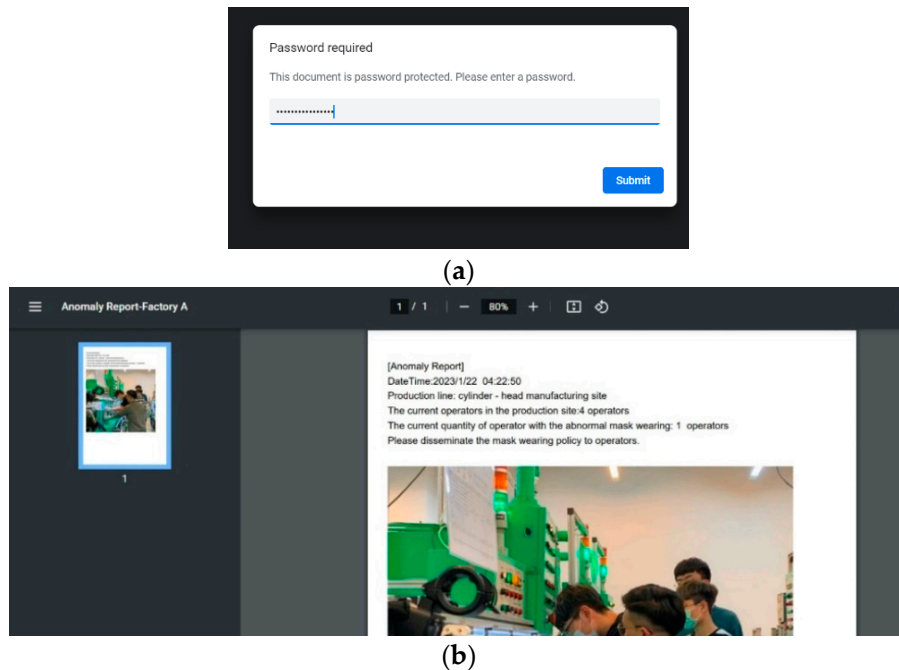 Password required
This document is password protected. Please enter a password.
••••••••••••••••
Submit
(a)
Anomaly Report-Factory A
1 / 1
80%
[Anomaly Report]
DateTime:2023/1/22 04:22:50
Production line: cylinder - head manufacturing site
The current operators in the production site:4 operators
The current quantity of operator with the abnormal mask wearing: 1 operators
Please disseminate the mask wearing policy to operators.
1
(b)